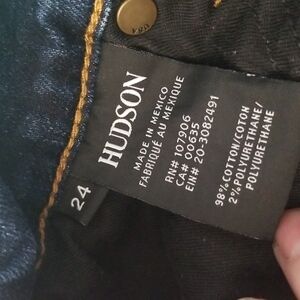 HUDSON
MADE IN MEXICO
FABRIQUÉ AU MEXIQUE
RN# 107906
CA# 00635
EIN# 20-3082491
98% COTTON/COTON
2% POLYURETHANE/
POLYURETHANE
24